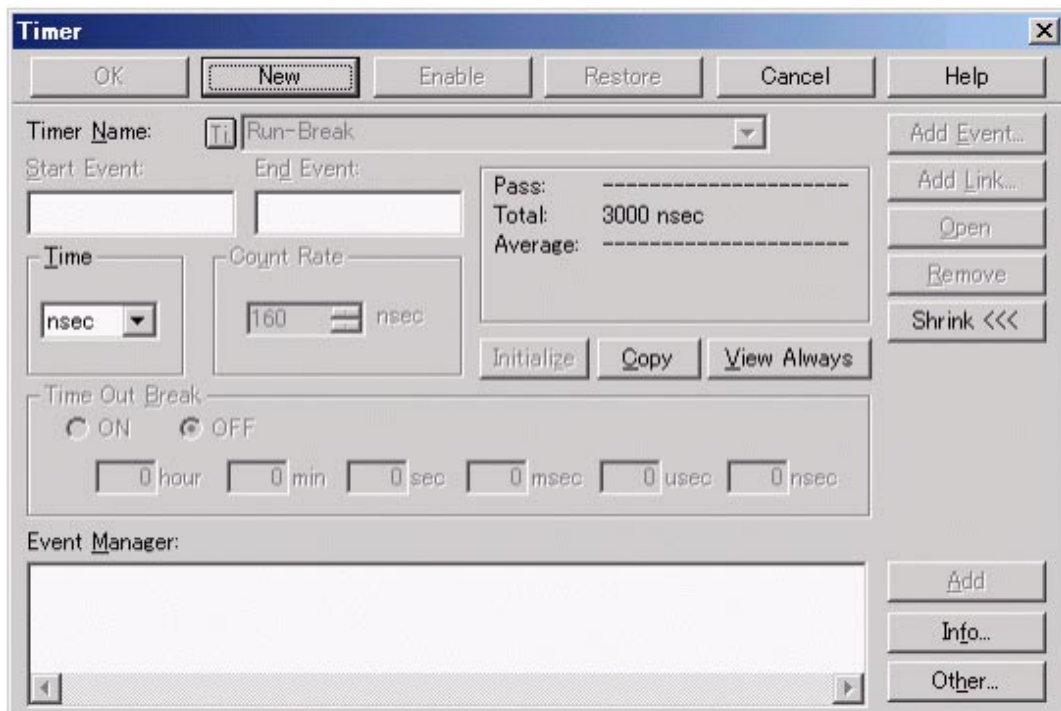 Timer
OK New Enable Restore Cancel Help
Timer Name: Ti Run-Break Add Event...
Start Event: End Event: Add Link...
Pass: ---------------------
Total: 3000 nsec Open
Average: ---------------------
Time Count Rate Remove
nsec 160 nsec Shrink <<<
Initialize Copy View Always
Time Out Break
ON OFF
0 hour 0 min 0 sec 0 msec 0 usec 0 nsec
Event Manager:
Add
Info...
Other...